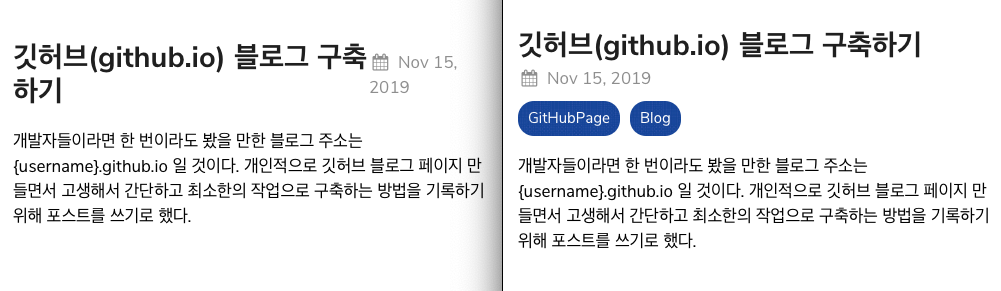 깃허브(github.io) 블로그 구축
하기
Nov 15,
2019
개발자들이라면 한 번이라도 봤을 만한 블로그 주소는
{username}.github.io 일 것이다. 개인적으로 깃허브 블로그 페이지 만
들면서 고생해서 간단하고 최소한의 작업으로 구축하는 방법을 기록하기
위해 포스트를 쓰기로 했다.
깃허브(github.io) 블로그 구축하기
Nov 15, 2019
GitHubPage
Blog
개발자들이라면 한 번이라도 봤을 만한 블로그 주소는
{username}.github.io 일 것이다. 개인적으로 깃허브 블로그 페이지 만
들면서 고생해서 간단하고 최소한의 작업으로 구축하는 방법을 기록하기
위해 포스트를 쓰기로 했다.